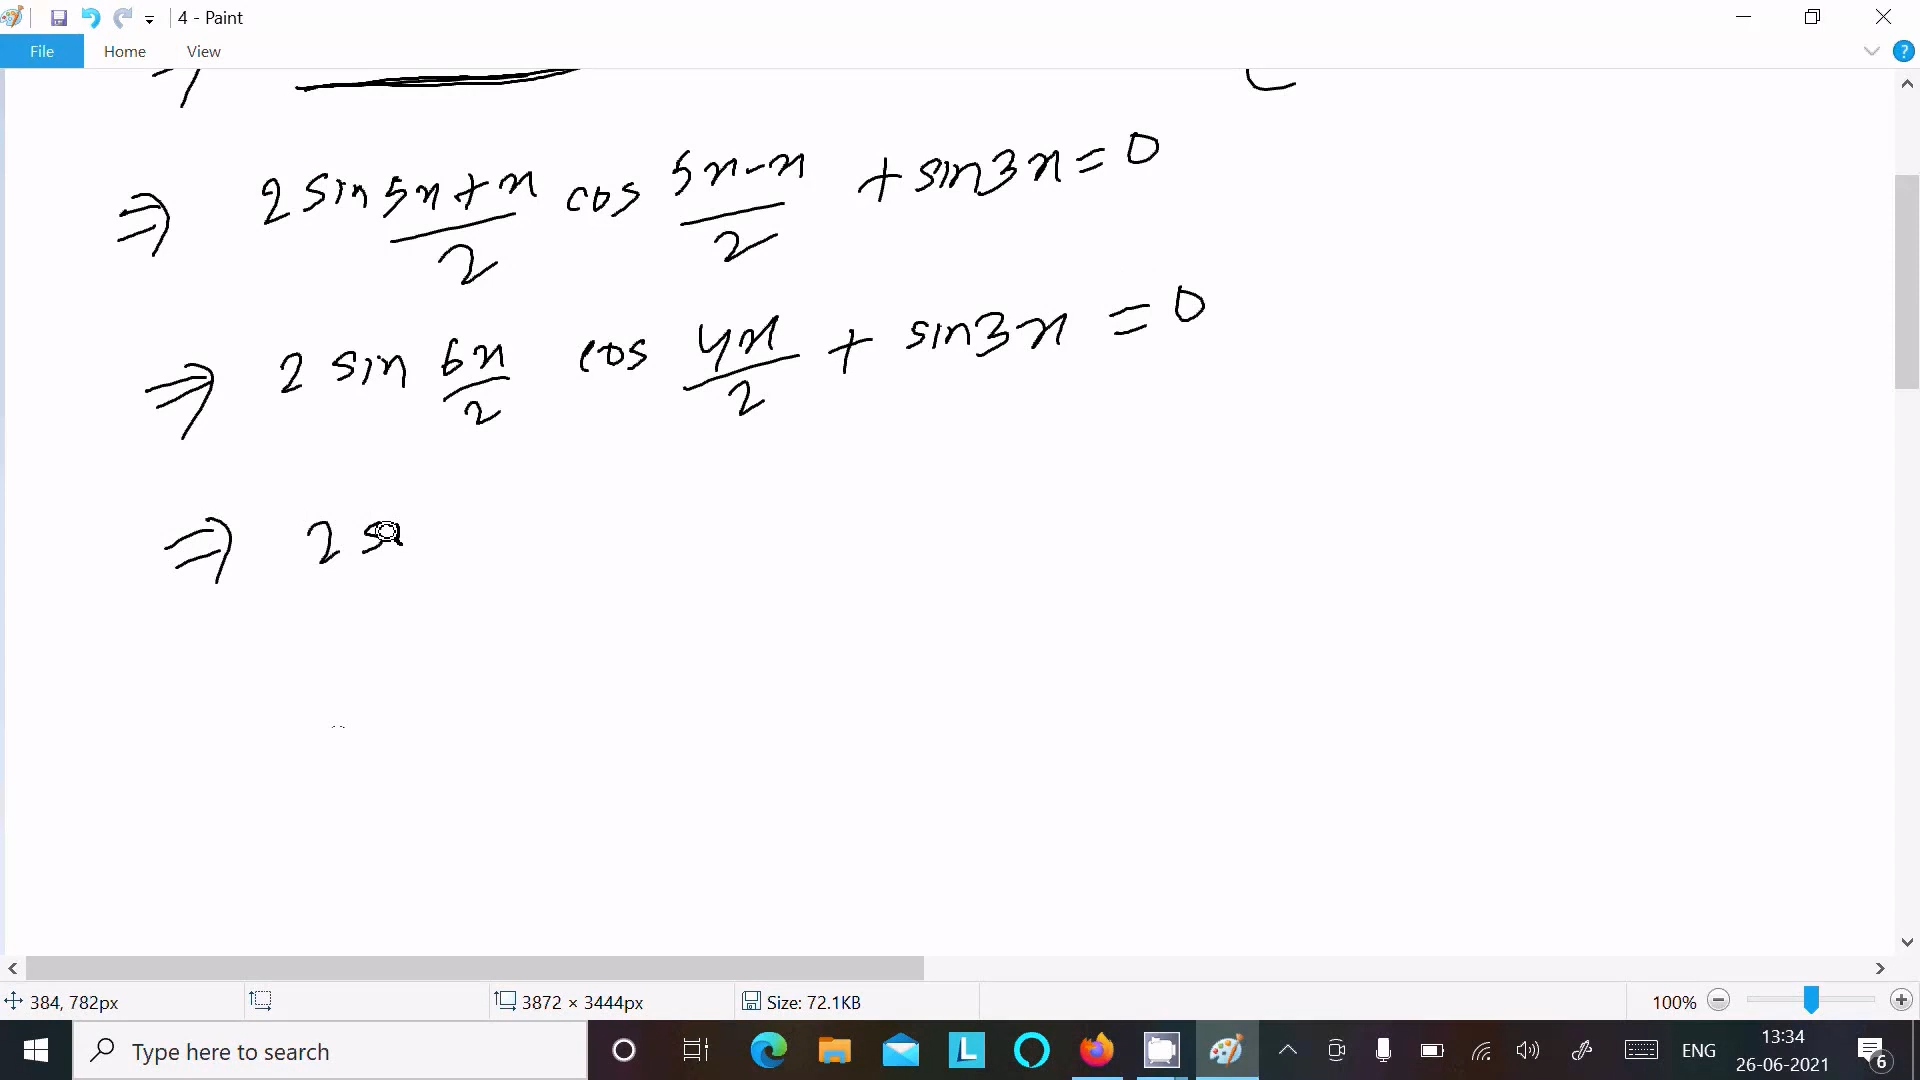 4 - Paint
File Home View
⇒
⇒ 2 sin (5x+x)/2 cos (5x-x)/2 + sin3x = 0
⇒ 2 sin 6x/2 cos 4x/2 + sin3x = 0
⇒ 2 s
384, 782px 3872 × 3444px Size: 72.1KB 100%
Type here to search L ENG 13:34
26-06-2021 6